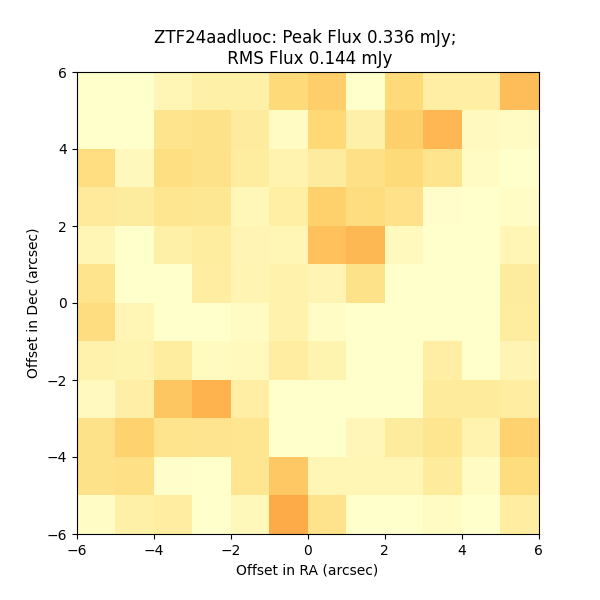 ZTF24aadluoc: Peak Flux 0.336 mJy;
RMS Flux 0.144 mJy
6
4
2
0
−2
−4
−6
Offset in Dec (arcsec)
−6 −4 −2 0 2 4 6
Offset in RA (arcsec)